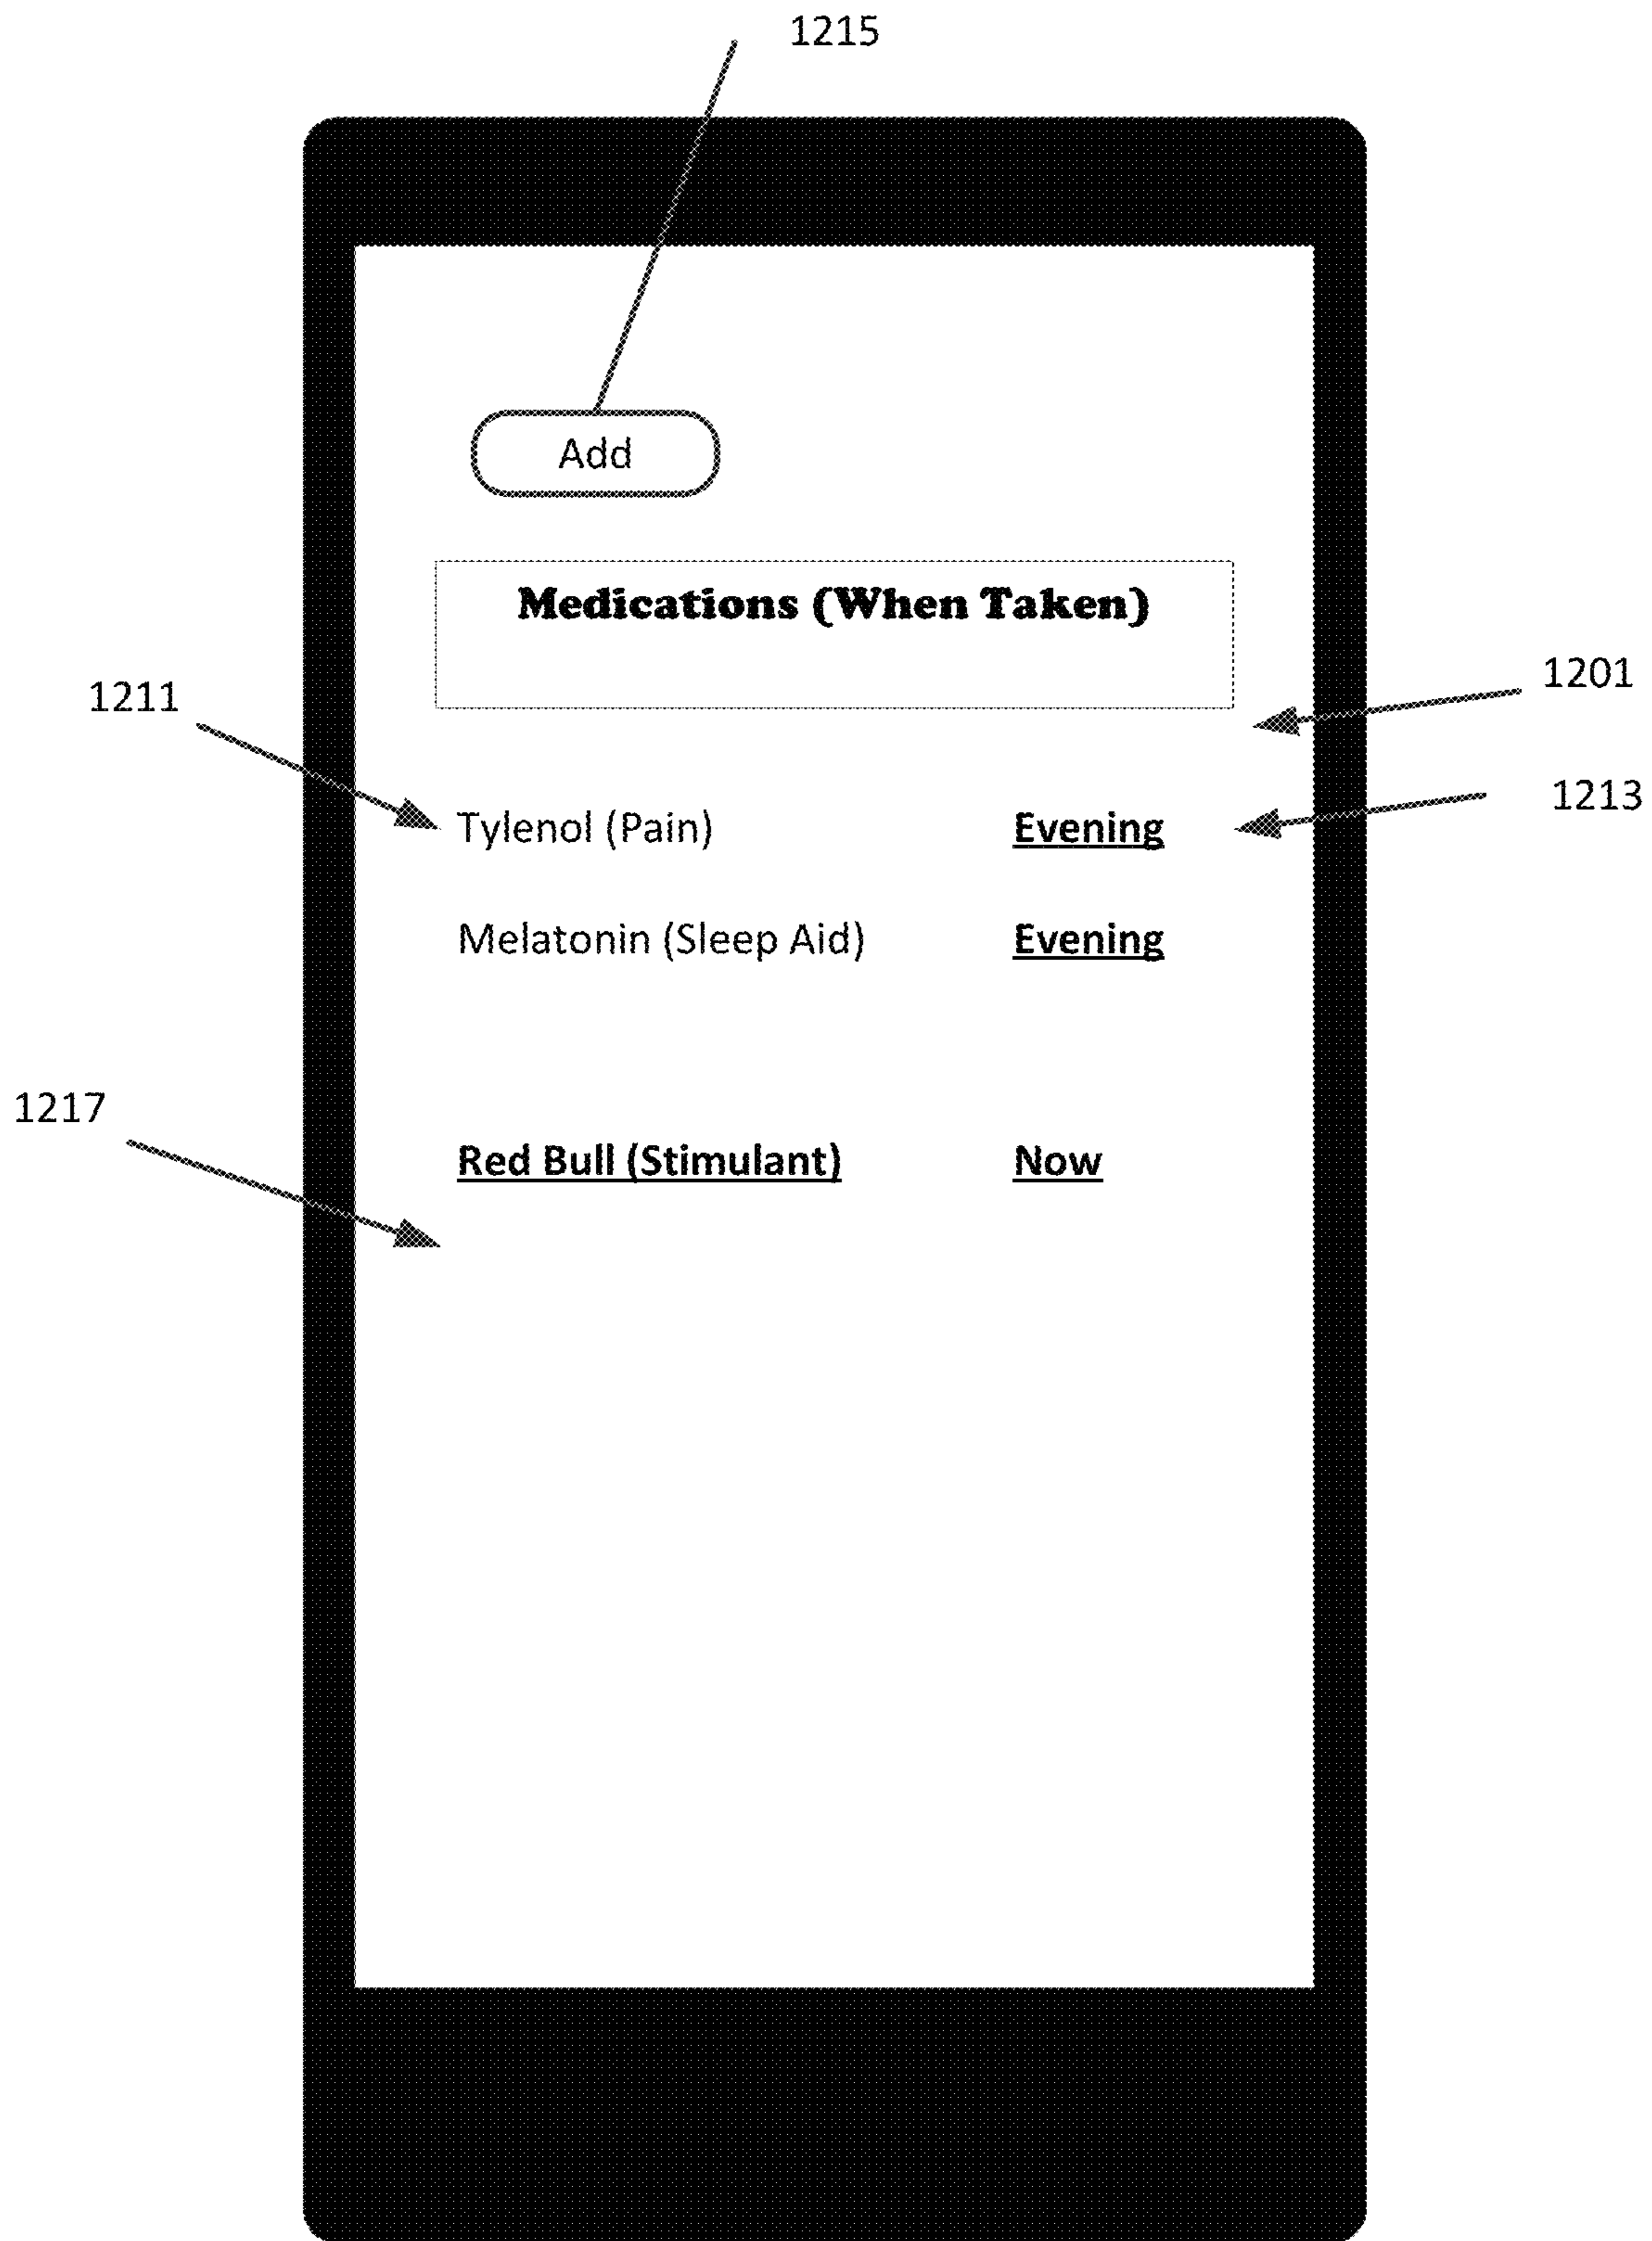 1215
Add
Medications (When Taken)
1201
1211
1213
Tylenol (Pain) Evening
Melatonin (Sleep Aid) Evening
1217
Red Bull (Stimulant) Now